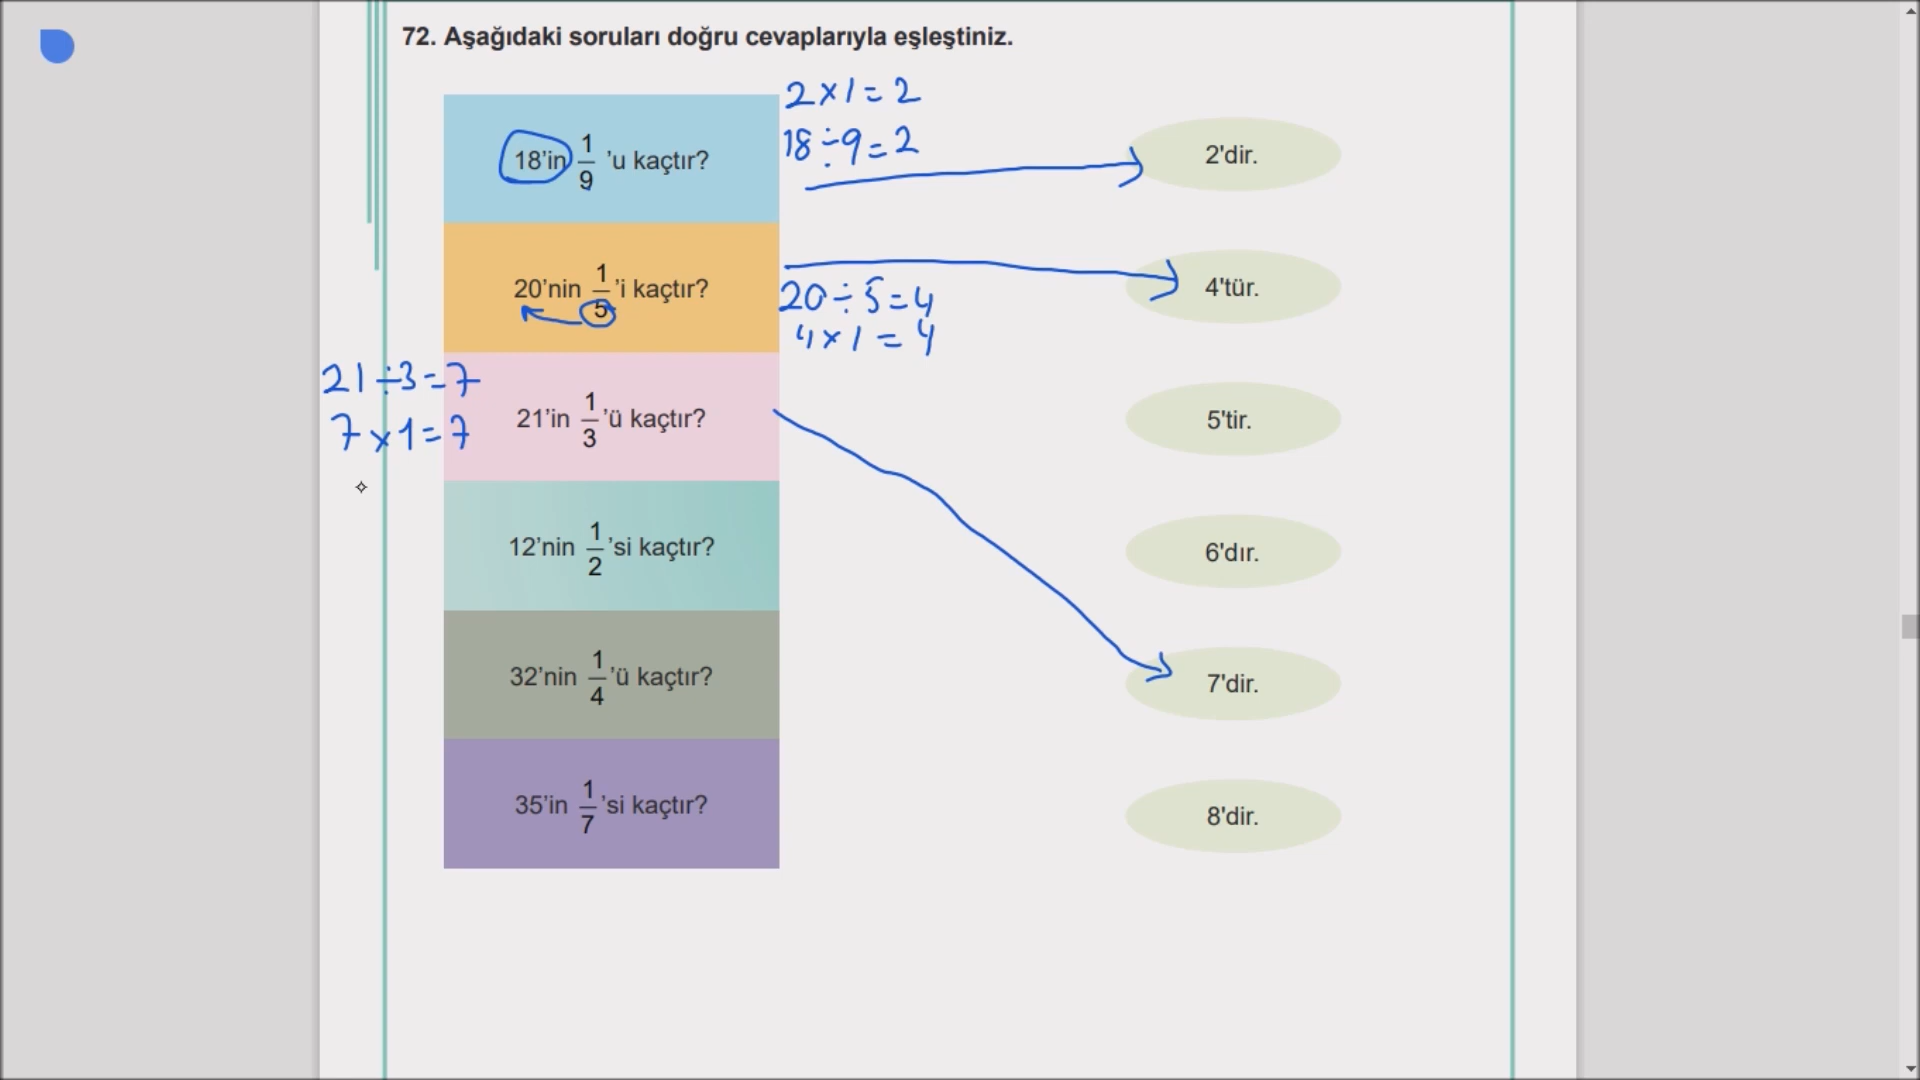 72. Aşağıdaki soruları doğru cevaplarıyla eşleştiniz.
2 x 1 = 2
18'in 1/9 'u kaçtır?
18 ÷ 9 = 2
2'dir.
20'nin 1/5 'i kaçtır?
20 ÷ 5 = 4
4 x 1 = 4
4'tür.
21 ÷ 3 = 7
7 x 1 = 7
21'in 1/3 'ü kaçtır?
5'tir.
12'nin 1/2 'si kaçtır?
6'dır.
32'nin 1/4 'ü kaçtır?
7'dir.
35'in 1/7 'si kaçtır?
8'dir.